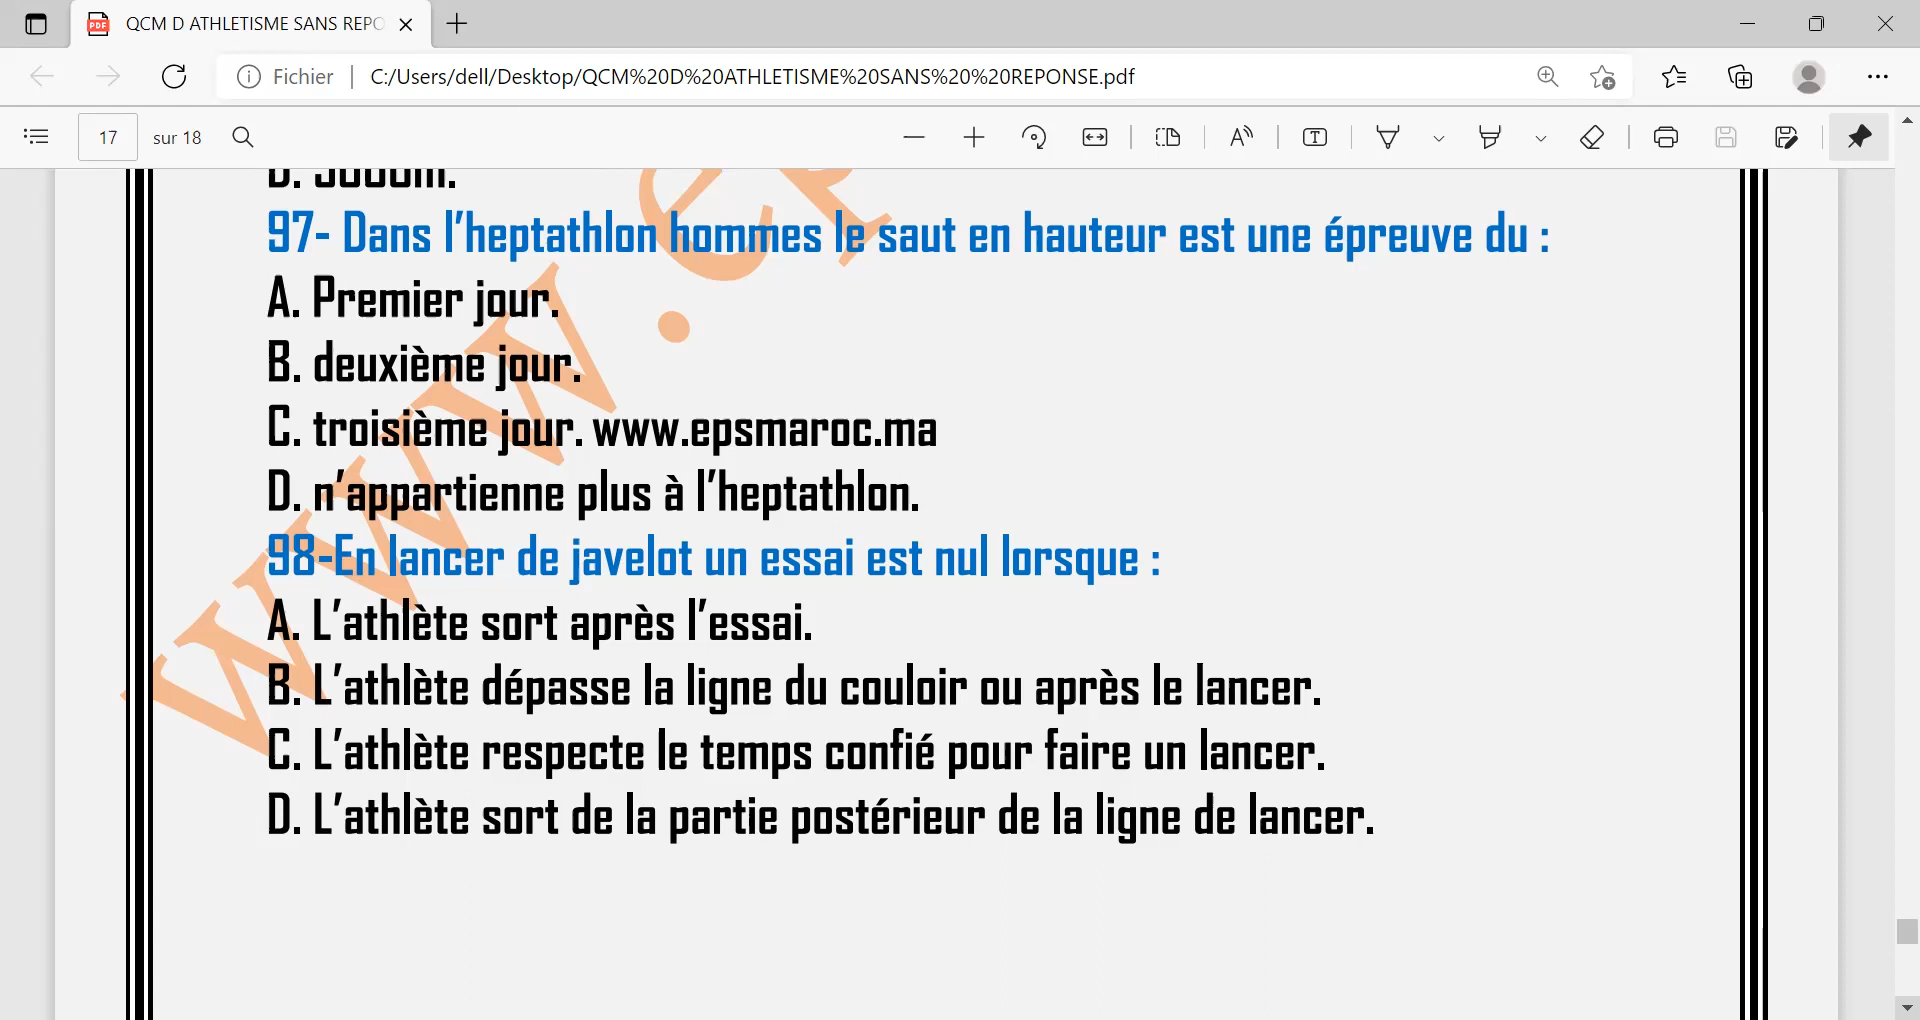 QCM D ATHLETISME SANS REPO
Fichier
C:/Users/dell/Desktop/QCM%20D%20ATHLETISME%20SANS%20%20REPONSE.pdf
17 sur 18
97- Dans l'heptathlon hommes le saut en hauteur est une épreuve du :
A. Premier jour.
B. deuxième jour.
C. troisième jour. www.epsmaroc.ma
D. n'appartienne plus à l'heptathlon.
98-En lancer de javelot un essai est nul lorsque :
A. L'athlète sort après l'essai.
B. L'athlète dépasse la ligne du couloir ou après le lancer.
C. L'athlète respecte le temps confié pour faire un lancer.
D. L'athlète sort de la partie postérieur de la ligne de lancer.